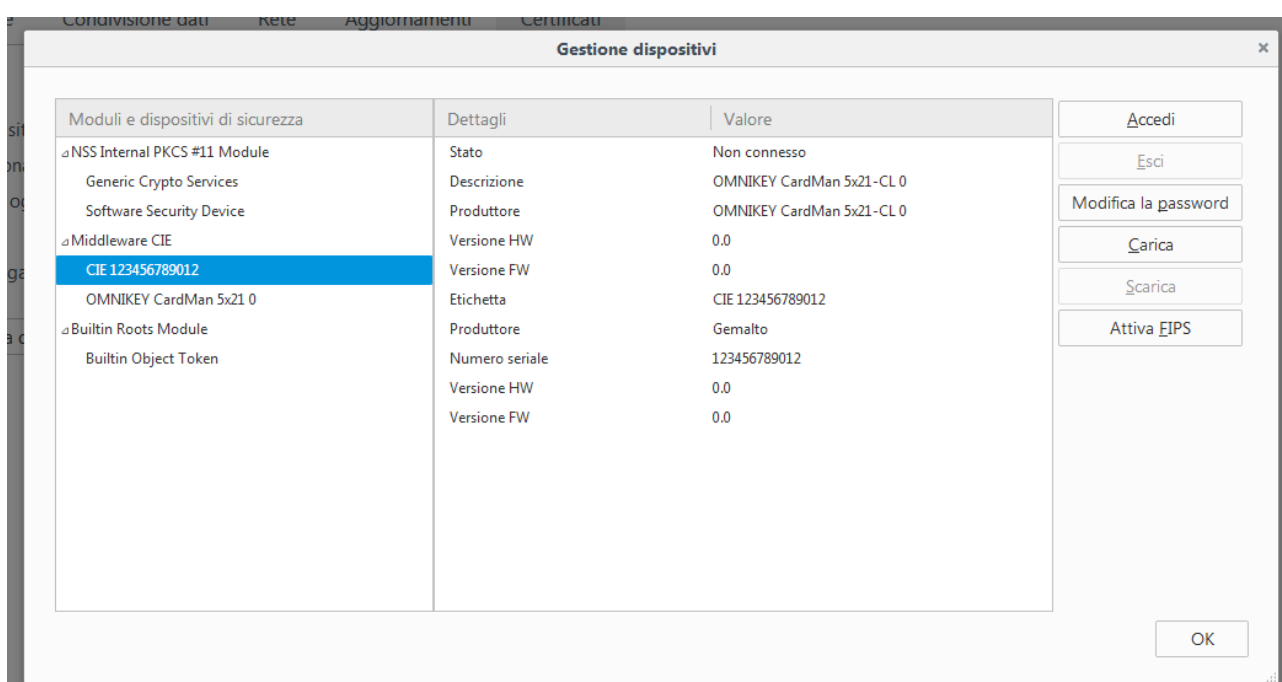 Condivisione dati Rete Aggiornamenti Certificati
Gestione dispositivi ×
Moduli e dispositivi di sicurezza Dettagli Valore Accedi
NSS Internal PKCS #11 Module Stato Non connesso Esci
Generic Crypto Services Descrizione OMNIKEY CardMan 5x21-CL 0
Software Security Device Produttore OMNIKEY CardMan 5x21-CL 0 Modifica la password
Middleware CIE Versione HW 0.0 Carica
CIE 123456789012 Versione FW 0.0
OMNIKEY CardMan 5x21 0 Etichetta CIE 123456789012 Scarica
Builtin Roots Module Produttore Gemalto Attiva FIPS
Builtin Object Token Numero seriale 123456789012
Versione HW 0.0
Versione FW 0.0
OK